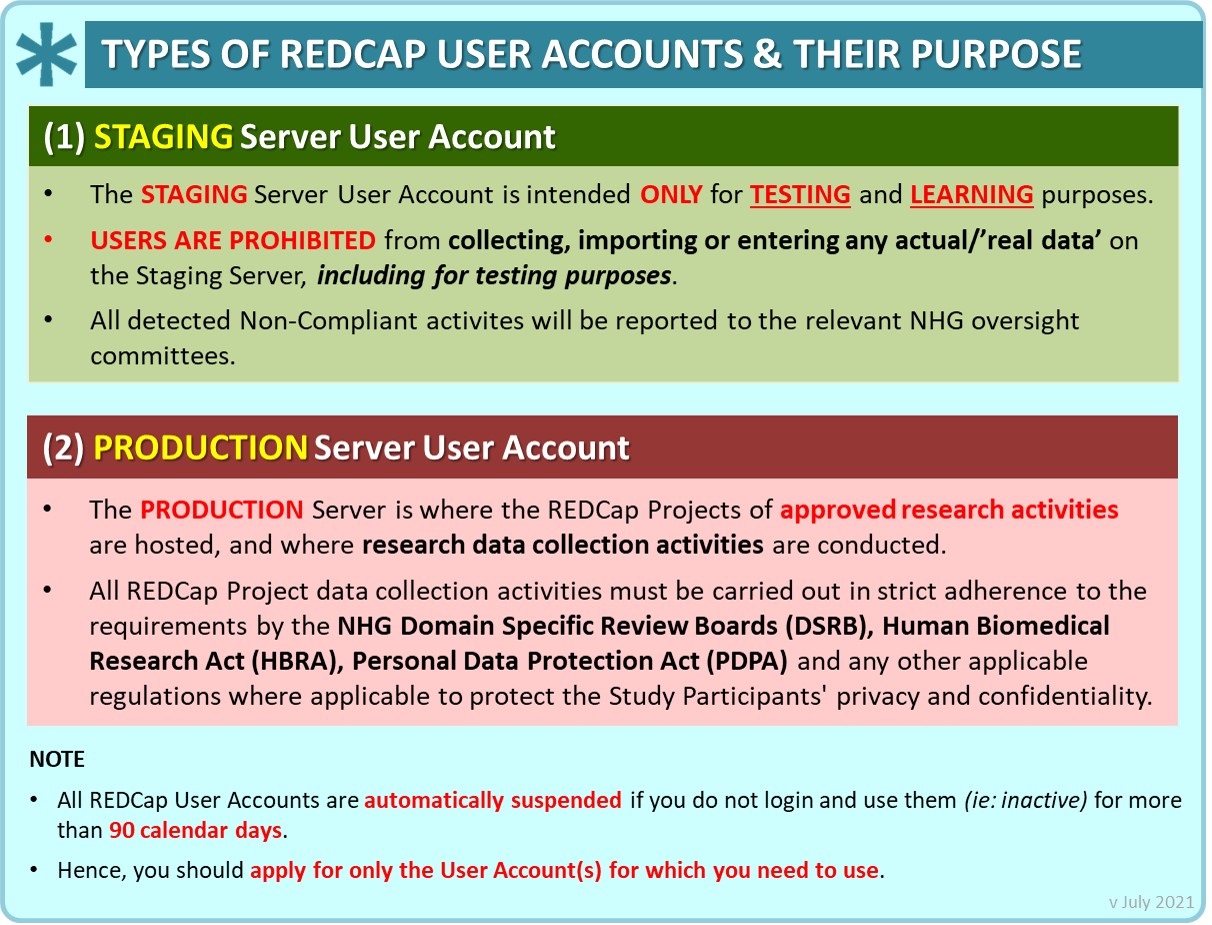 TYPES OF REDCAP USER ACCOUNTS & THEIR PURPOSE
(1) STAGING Server User Account
• The STAGING Server User Account is intended ONLY for TESTING and LEARNING purposes.
• USERS ARE PROHIBITED from collecting, importing or entering any actual/’real data’ on
the Staging Server, including for testing purposes.
• All detected Non-Compliant activites will be reported to the relevant NHG oversight
committees.
(2) PRODUCTION Server User Account
• The PRODUCTION Server is where the REDCap Projects of approved research activities
are hosted, and where research data collection activities are conducted.
• All REDCap Project data collection activities must be carried out in strict adherence to the
requirements by the NHG Domain Specific Review Boards (DSRB), Human Biomedical
Research Act (HBRA), Personal Data Protection Act (PDPA) and any other applicable
regulations where applicable to protect the Study Participants' privacy and confidentiality.
NOTE
• All REDCap User Accounts are automatically suspended if you do not login and use them (ie: inactive) for more
than 90 calendar days.
• Hence, you should apply for only the User Account(s) for which you need to use.
v July 2021